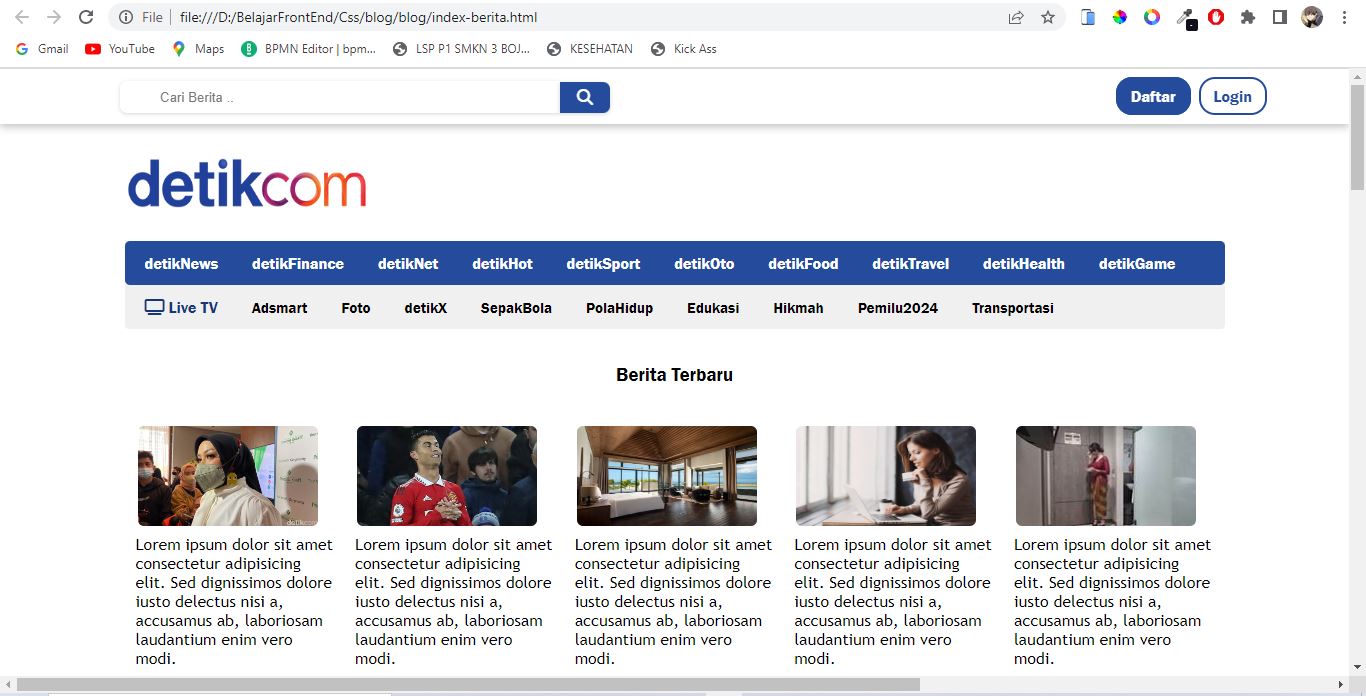 File file:///D:/BelajarFrontEnd/Css/blog/blog/index-berita.html
Gmail YouTube Maps BPMN Editor | bpm... LSP P1 SMKN 3 BOJ... KESEHATAN Kick Ass
Cari Berita .. Daftar Login
detikcom
detikNews detikFinance detikNet detikHot detikSport detikOto detikFood detikTravel detikHealth detikGame
Live TV Adsmart Foto detikX SepakBola PolaHidup Edukasi Hikmah Pemilu2024 Transportasi
Berita Terbaru
detikcom
Lorem ipsum dolor sit amet
consectetur adipisicing
elit. Sed dignissimos dolore
iusto delectus nisi a,
accusamus ab, laboriosam
laudantium enim vero
modi.
Lorem ipsum dolor sit amet
consectetur adipisicing
elit. Sed dignissimos dolore
iusto delectus nisi a,
accusamus ab, laboriosam
laudantium enim vero
modi.
Lorem ipsum dolor sit amet
consectetur adipisicing
elit. Sed dignissimos dolore
iusto delectus nisi a,
accusamus ab, laboriosam
laudantium enim vero
modi.
Lorem ipsum dolor sit amet
consectetur adipisicing
elit. Sed dignissimos dolore
iusto delectus nisi a,
accusamus ab, laboriosam
laudantium enim vero
modi.
Lorem ipsum dolor sit amet
consectetur adipisicing
elit. Sed dignissimos dolore
iusto delectus nisi a,
accusamus ab, laboriosam
laudantium enim vero
modi.